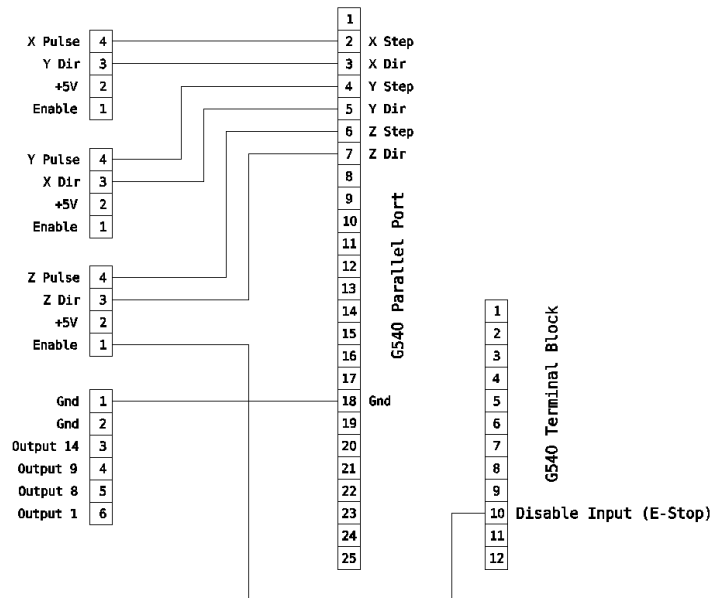 X Pulse 4
Y Dir 3
+5V 2
Enable 1
Y Pulse 4
X Dir 3
+5V 2
Enable 1
Z Pulse 4
Z Dir 3
+5V 2
Enable 1
Gnd 1
Gnd 2
Output 14 3
Output 9 4
Output 8 5
Output 1 6
1
2 X Step
3 X Dir
4 Y Step
5 Y Dir
6 Z Step
7 Z Dir
8
9
10
11
12
13
14
15
16
17
18 Gnd
19
20
21
22
23
24
25
G540 Parallel Port
1
2
3
4
5
6
7
8
9
10 Disable Input (E-Stop)
11
12
G540 Terminal Block